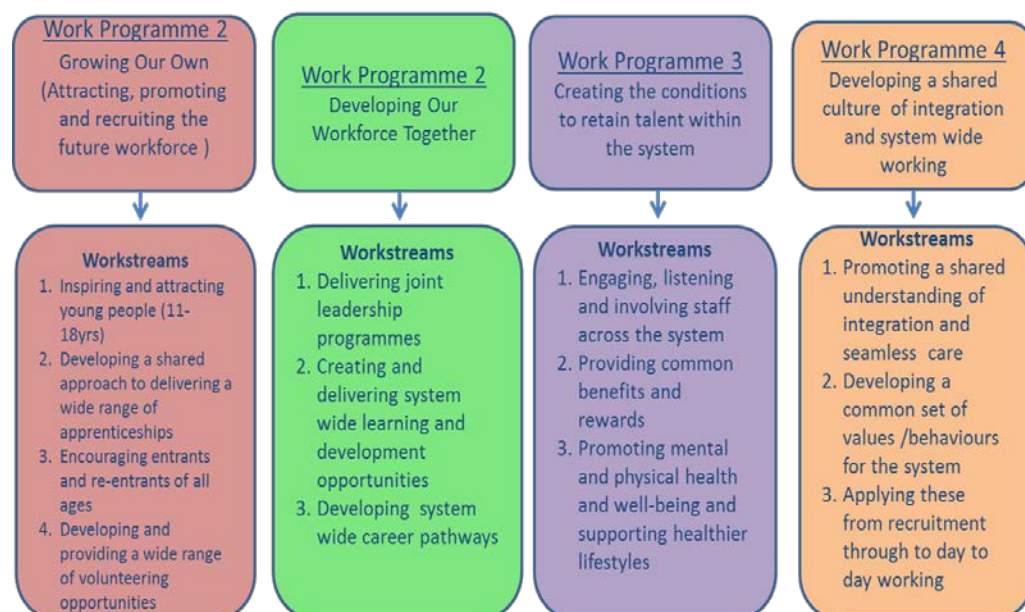 Work Programme 2
Growing Our Own
(Attracting, promoting
and recruiting the
future workforce )
Workstreams
1. Inspiring and attracting
young people (11-
18yrs)
2. Developing a shared
approach to delivering a
wide range of
apprenticeships
3. Encouraging entrants
and re-entrants of all
ages
4. Developing and
providing a wide range
of volunteering
opportunities
Work Programme 2
Developing Our
Workforce Together
Workstreams
1. Delivering joint
leadership
programmes
2. Creating and
delivering system
wide learning and
development
opportunities
3. Developing system
wide career pathways
Work Programme 3
Creating the conditions
to retain talent within
the system
Workstreams
1. Engaging, listening
and involving staff
across the system
2. Providing common
benefits and
rewards
3. Promoting mental
and physical health
and well-being and
supporting healthier
lifestyles
Work Programme 4
Developing a shared
culture of integration
and system wide
working
Workstreams
1. Promoting a shared
understanding of
integration and
seamless care
2. Developing a
common set of
values /behaviours
for the system
3. Applying these
from recruitment
through to day to
day working